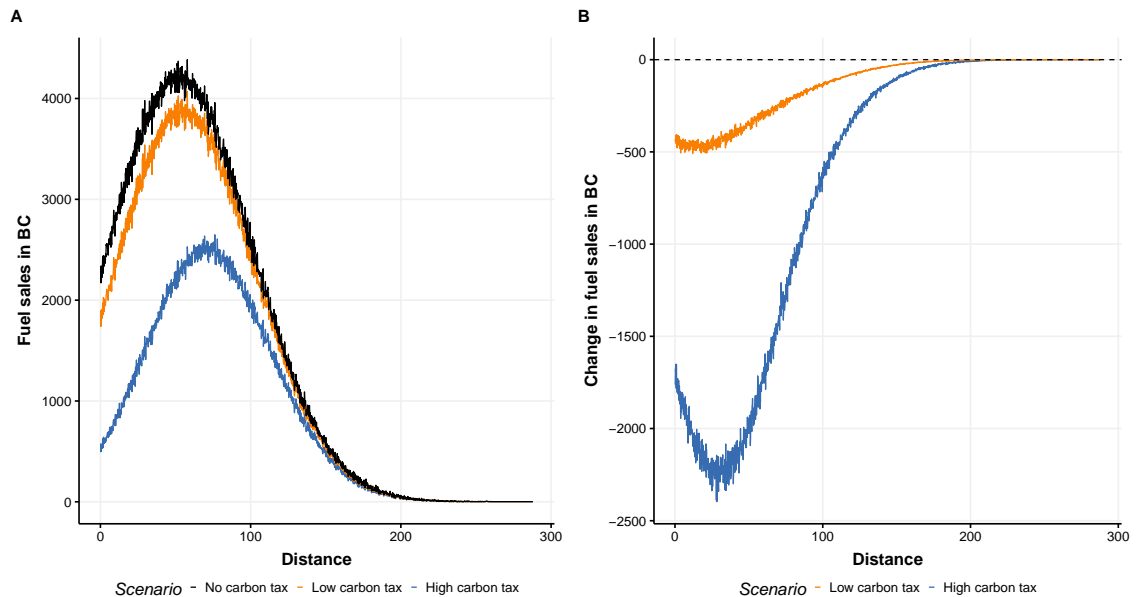 A
Fuel sales in BC
4000
3000
2000
1000
0
0
100
200
300
Distance
Scenario No carbon tax Low carbon tax High carbon tax
B
Change in fuel sales in BC
0
−500
−1000
−1500
−2000
−2500
0
100
200
300
Distance
Scenario Low carbon tax High carbon tax